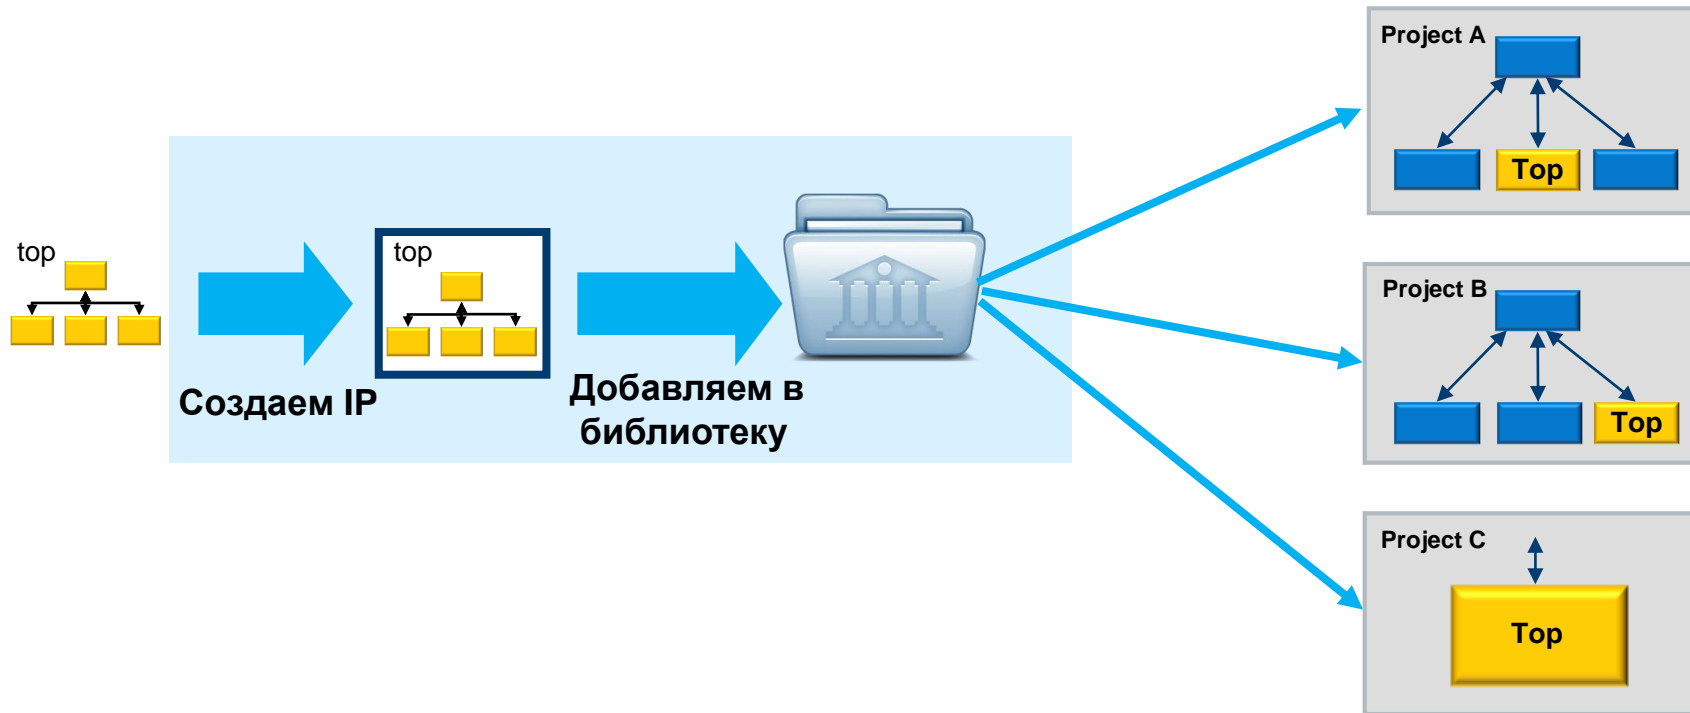 top
Создаем IP
top
Добавляем в
библиотеку
Project A
Top
Project B
Top
Project C
Top